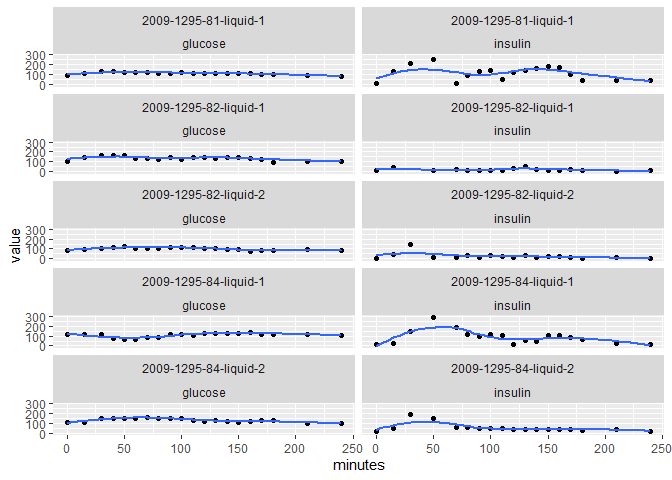 2009-1295-81-liquid-1 2009-1295-81-liquid-1
glucose insulin
300
200
100
0
2009-1295-82-liquid-1 2009-1295-82-liquid-1
glucose insulin
300
200
100
0
2009-1295-82-liquid-2 2009-1295-82-liquid-2
glucose insulin
value
300
200
100
0
2009-1295-84-liquid-1 2009-1295-84-liquid-1
glucose insulin
300
200
100
0
2009-1295-84-liquid-2 2009-1295-84-liquid-2
glucose insulin
300
200
100
0
0 50 100 150 200 250 0 50 100 150 200 250
minutes